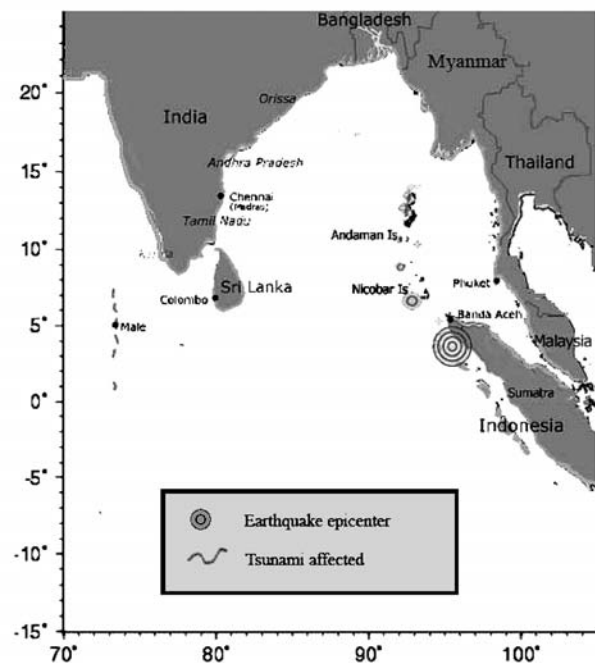 Bangladesh
20˚
Myanmar
Orissa
India
15˚
Andhra Pradesh
Thailand
Chennai
(Madras)
Tamil Nadu
10˚
Andaman Is.
Sri Lanka
Nicobar Is
Phuket
Colombo
Banda Aceh
5˚
Male
Malaysia
0˚
Sumatra
Indonesia
-5˚
Earthquake epicenter
-10˚
Tsunami affected
-15˚
70˚ 80˚ 90˚ 100˚